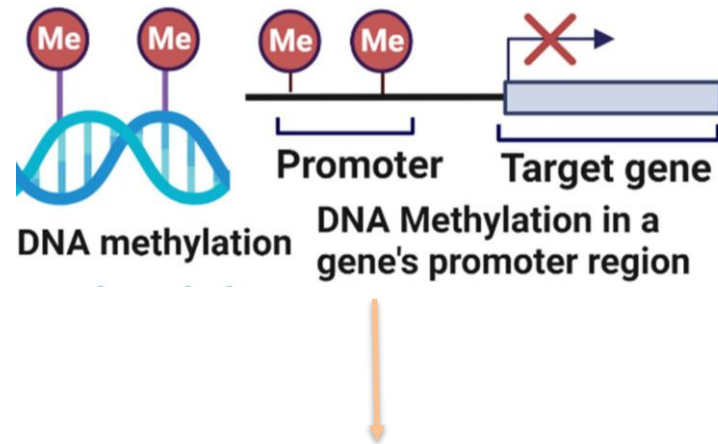 Me Me Me Me
Promoter Target gene
DNA methylation
DNA Methylation in a
gene's promoter region